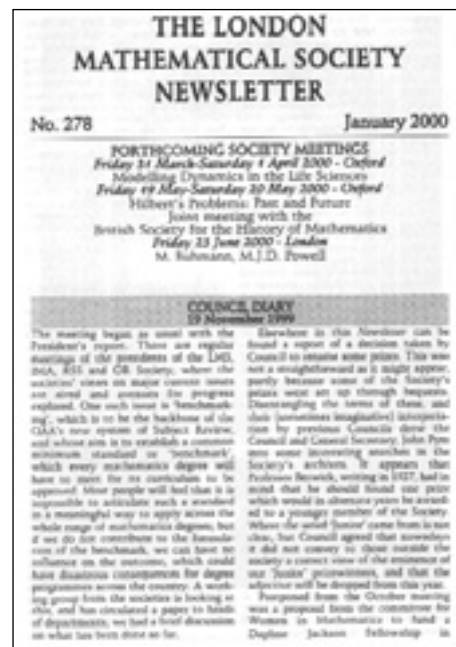 THE LONDON
MATHEMATICAL SOCIETY
NEWSLETTER
No. 278 January 2000
FORTHCOMING SOCIETY MEETINGS
Friday 31 March-Saturday 1 April 2000 - Oxford
Modelling Dynamics in the Life Sciences
Friday 19 May-Saturday 20 May 2000 - Oxford
Hilbert's Problems: Past and Future
Joint meeting with the
British Society for the History of Mathematics
Friday 23 June 2000 - London
M. Buhmann, M.J.D. Powell
COUNCIL DIARY
19 November 1999
The meeting began as usual with the
President's report. There are regular
meetings of the presidents of the LMS,
IMA, RSS and OR Society, where the
societies' views on major current issues
are aired and avenues for progress
explored. One such issue is 'benchmark-
ing', which is to be the backbone of the
QAA's new system of Subject Review,
and whose aim is to establish a common
minimum standard or 'benchmark',
which every mathematics degree will
have to meet for its curriculum to be
approved. Most people will feel that it is
impossible to articulate such a standard
in a meaningful way to apply across the
whole range of mathematics degrees, but
if we do not contribute to the formula-
tion of the benchmark, we can have no
influence on the outcome, which could
have disastrous consequences for degree
programmes across the country. A work-
ing group from the societies is looking at
this, and has circulated a paper to heads
of departments; we had a brief discussion
on what has been done so far.
Elsewhere in this Newsletter can be
found a report of a decision taken by
Council to rename some prizes. This was
not as straightforward as it might appear,
partly because some of the Society's
prizes were set up through bequests.
Disentangling the terms of these and
their (sometimes imaginative) interpreta-
tion by previous Councils drew the
Council and General Secretary, John Pym
into some interesting searches in the
Society's archives. It appears that
Professor Berwick, writing in 1927, had in
mind that he should found one prize
which would in alternate years be award-
ed to a younger member of the Society.
Where the word 'Junior' came from is not
clear, but Council agreed that nowadays
it did not convey to those outside the
society a correct view of the eminence of
our 'Junior' prizewinners, and that the
adjective will be dropped from this year.
Postponed from the October meeting
was a proposal from the committee for
Women in Mathematics to fund a
Daphne Jackson Fellowship in